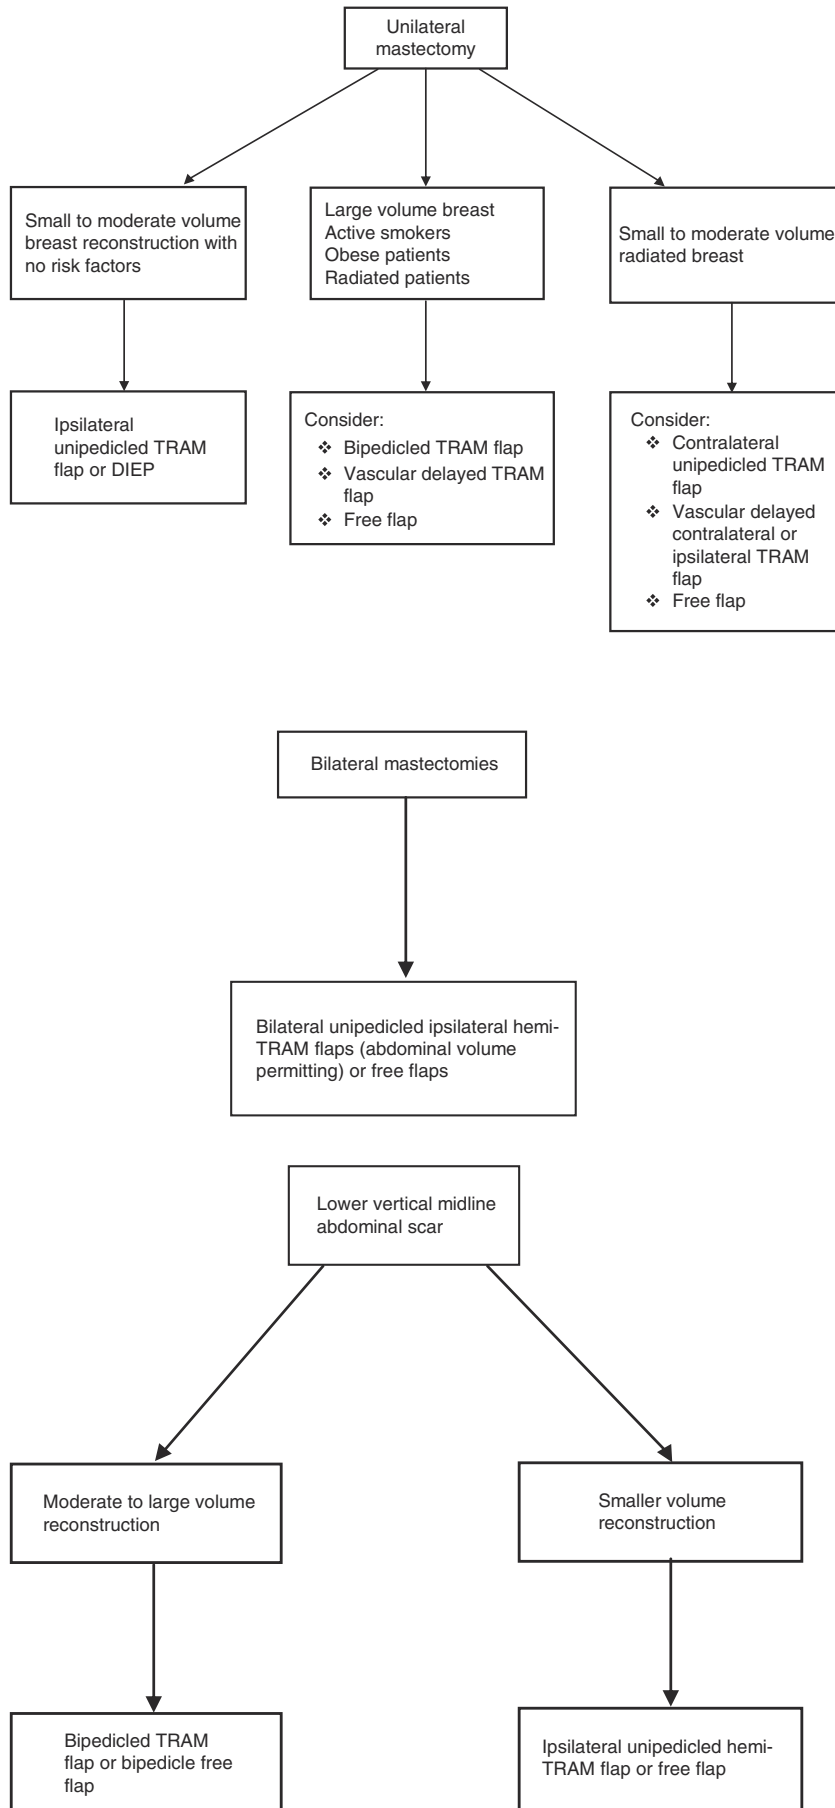 Unilateral
mastectomy
Small to moderate volume
breast reconstruction with
no risk factors
Large volume breast
Active smokers
Obese patients
Radiated patients
Small to moderate volume
radiated breast
Ipsilateral
unipedicled TRAM
flap or DIEP
Consider:
❖ Bipedicled TRAM flap
❖ Vascular delayed TRAM
flap
❖ Free flap
Consider:
❖ Contralateral
unipedicled TRAM
flap
❖ Vascular delayed
contralateral or
ipsilateral TRAM
flap
❖ Free flap
Bilateral mastectomies
Bilateral unipedicled ipsilateral hemi-
TRAM flaps (abdominal volume
permitting) or free flaps
Lower vertical midline
abdominal scar
Moderate to large volume
reconstruction
Smaller volume
reconstruction
Bipedicled TRAM
flap or bipedicle free
flap
Ipsilateral unipedicled hemi-
TRAM flap or free flap